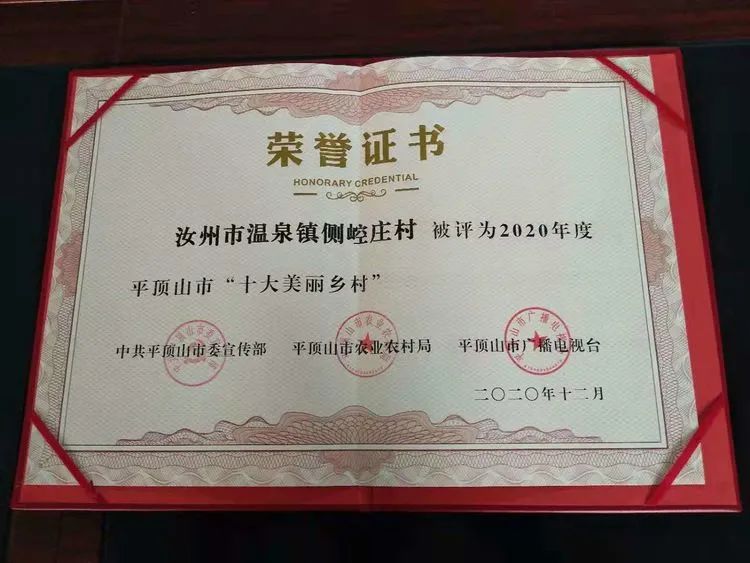 荣誉证书
HONORARY CREDENTIAL
汝州市温泉镇侧崆庄村 被评为2020年度
平顶山市“十大美丽乡村”
中共平顶山市委宣传部 平顶山市农业农村局 平顶山市广播电视台
二〇二〇年十二月